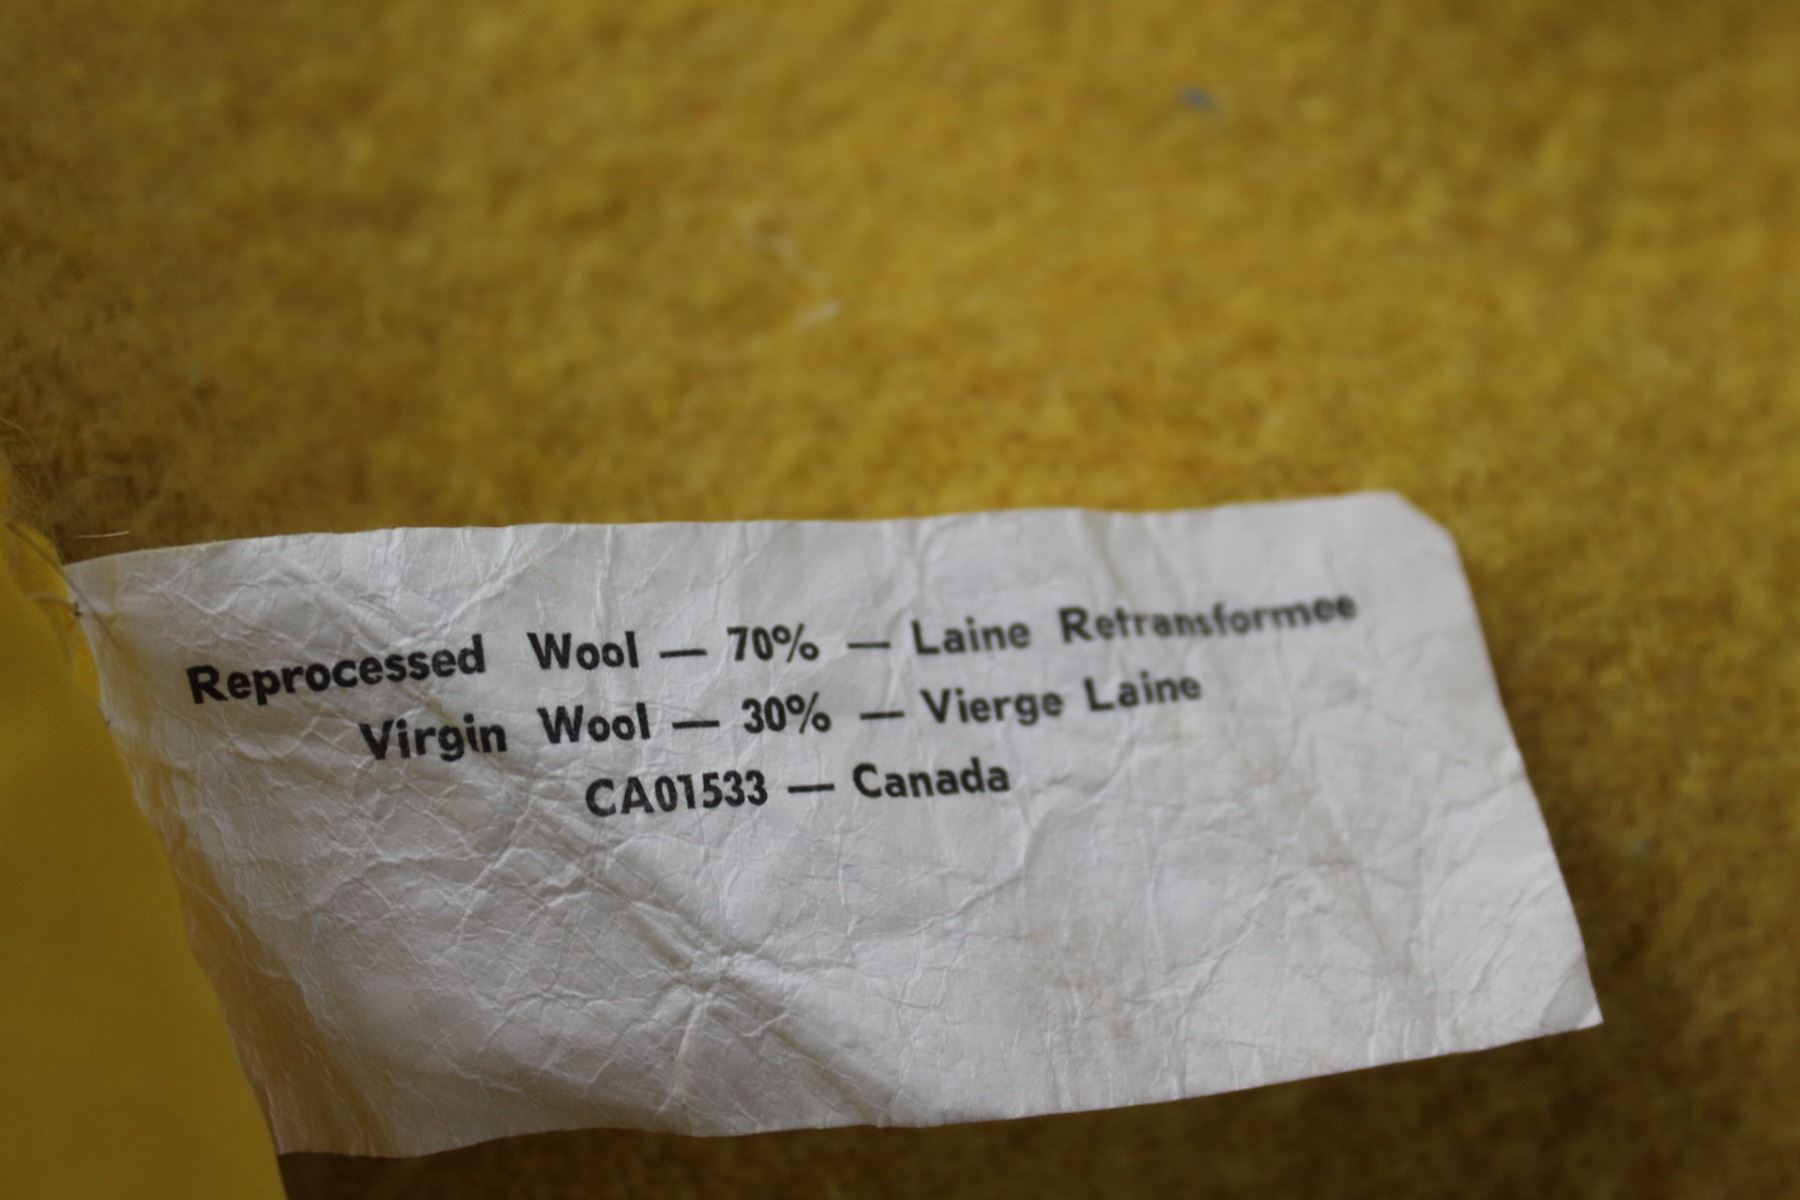 Reprocessed Wool — 70% — Laine Retransformee
Virgin Wool — 30% — Vierge Laine
CA01533 — Canada